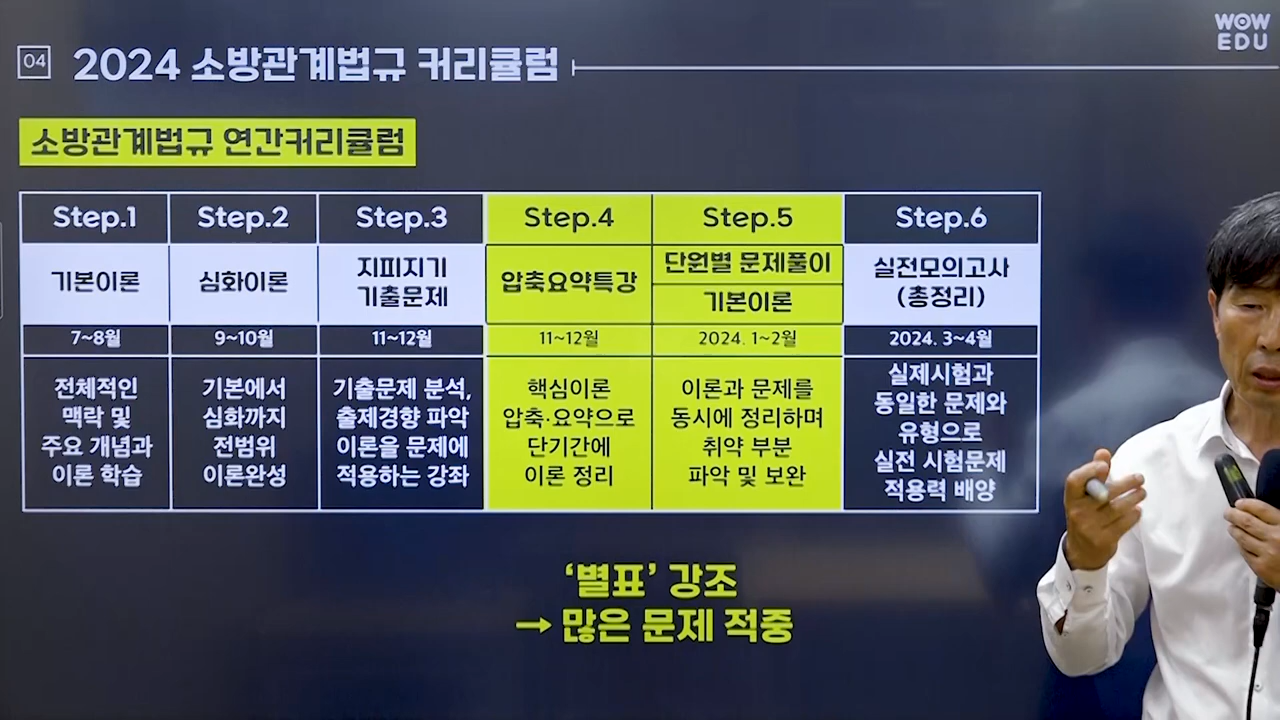 WOW
EDU
04
2024 소방관계법규 커리큘럼
소방관계법규 연간커리큘럼
Step.1
Step.2
Step.3
Step.4
Step.5
Step.6
기본이론
심화이론
지피지기
기출문제
압축요약특강
단원별 문제풀이
기본이론
실전모의고사
(총정리)
7~8월
9~10월
11~12월
11~12월
2024. 1~2월
2024. 3~4월
전체적인
맥락 및
주요 개념과
이론 학습
기본에서
심화까지
전범위
이론완성
기출문제 분석,
출제경향 파악
이론을 문제에
적용하는 강좌
핵심이론
압축·요약으로
단기간에
이론 정리
이론과 문제를
동시에 정리하며
취약 부분
파악 및 보완
실제시험과
동일한 문제와
유형으로
실전 시험문제
적용력 배양
‘별표’ 강조
→ 많은 문제 적중